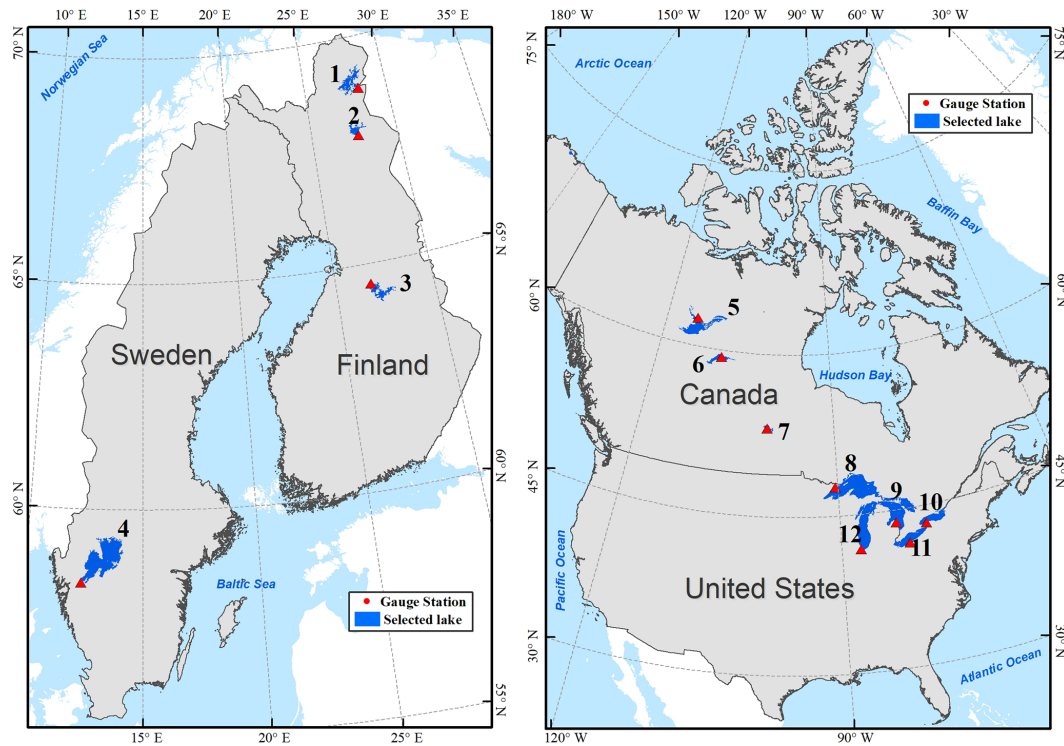 10° E
15° E
20° E
25° E
30° E
70° N
65° N
60° N
Norwegian Sea
1
2
65° N
3
Sweden
Finland
60° N
4
Baltic Sea
Gauge Station
Selected lake
55° N
15° E
20° E
25° E
180° W
150° W
120° W
90° W
60° W
30° W
75° N
75° N
Arctic Ocean
Gauge Station
Selected lake
Baffin Bay
60° N
60° N
5
6
Hudson Bay
Canada
7
45° N
45° N
8
9
10
12
11
Pacific Ocean
United States
30° N
30° N
Atlantic Ocean
120° W
90° W